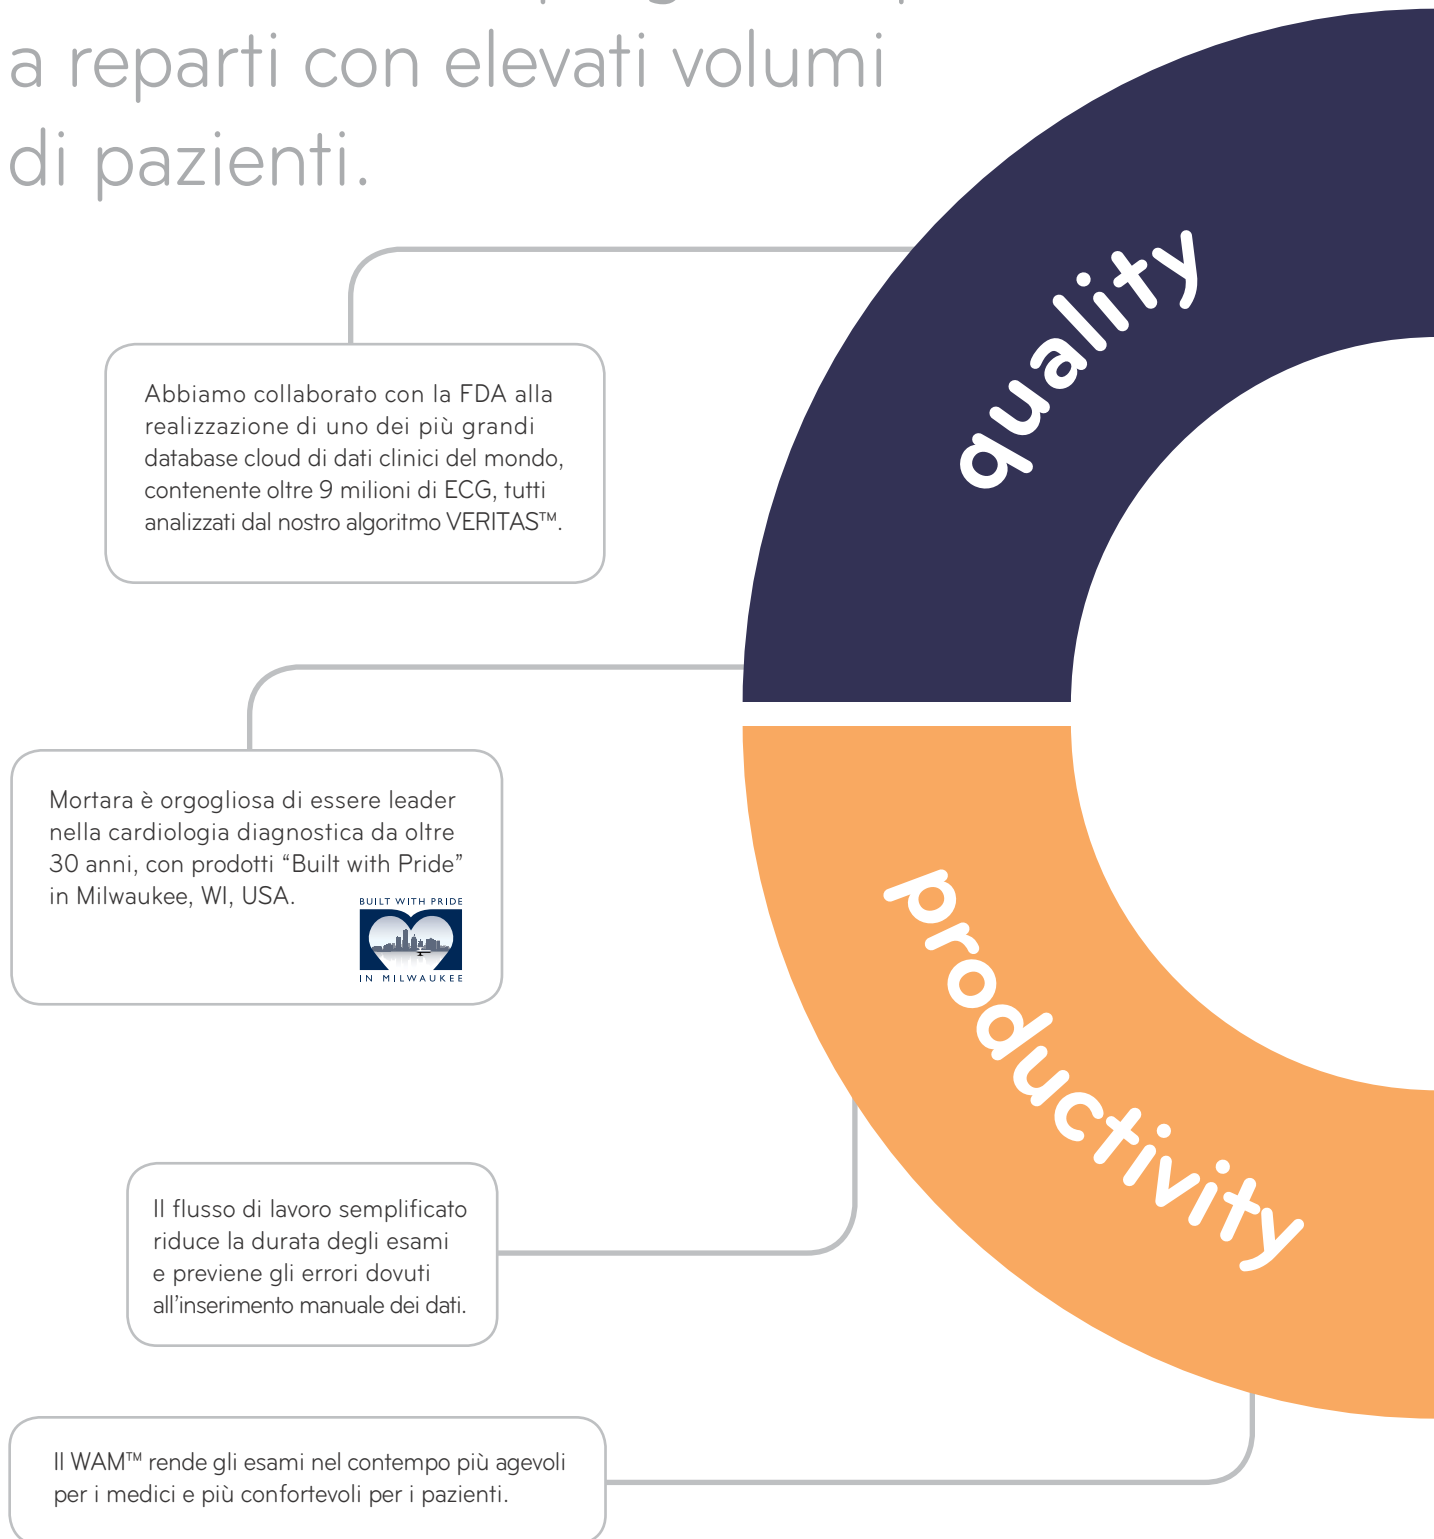 a reparti con elevati volumi
di pazienti.
quality
Abbiamo collaborato con la FDA alla
realizzazione di uno dei più grandi
database cloud di dati clinici del mondo,
contenente oltre 9 milioni di ECG, tutti
analizzati dal nostro algoritmo VERITAS™.
Mortara è orgogliosa di essere leader
nella cardiologia diagnostica da oltre
30 anni, con prodotti “Built with Pride”
in Milwaukee, WI, USA.
BUILT WITH PRIDE
IN MILWAUKEE
productivity
Il flusso di lavoro semplificato
riduce la durata degli esami
e previene gli errori dovuti
all’inserimento manuale dei dati.
Il WAM™ rende gli esami nel contempo più agevoli
per i medici e più confortevoli per i pazienti.